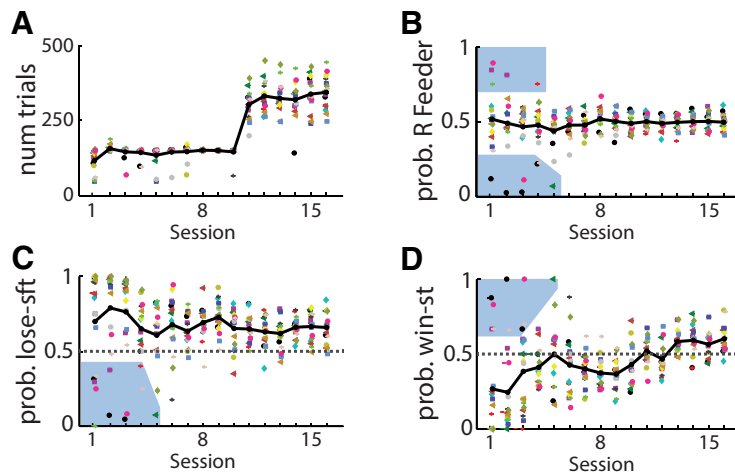 A
500
250
0
num trials
1
8
15
Session
B
1
0.5
0
prob. R Feeder
1
8
15
Session
C
1
0.5
0
prob. lose-sft
1
8
15
Session
D
1
0.5
0
prob. win-st
1
8
15
Session